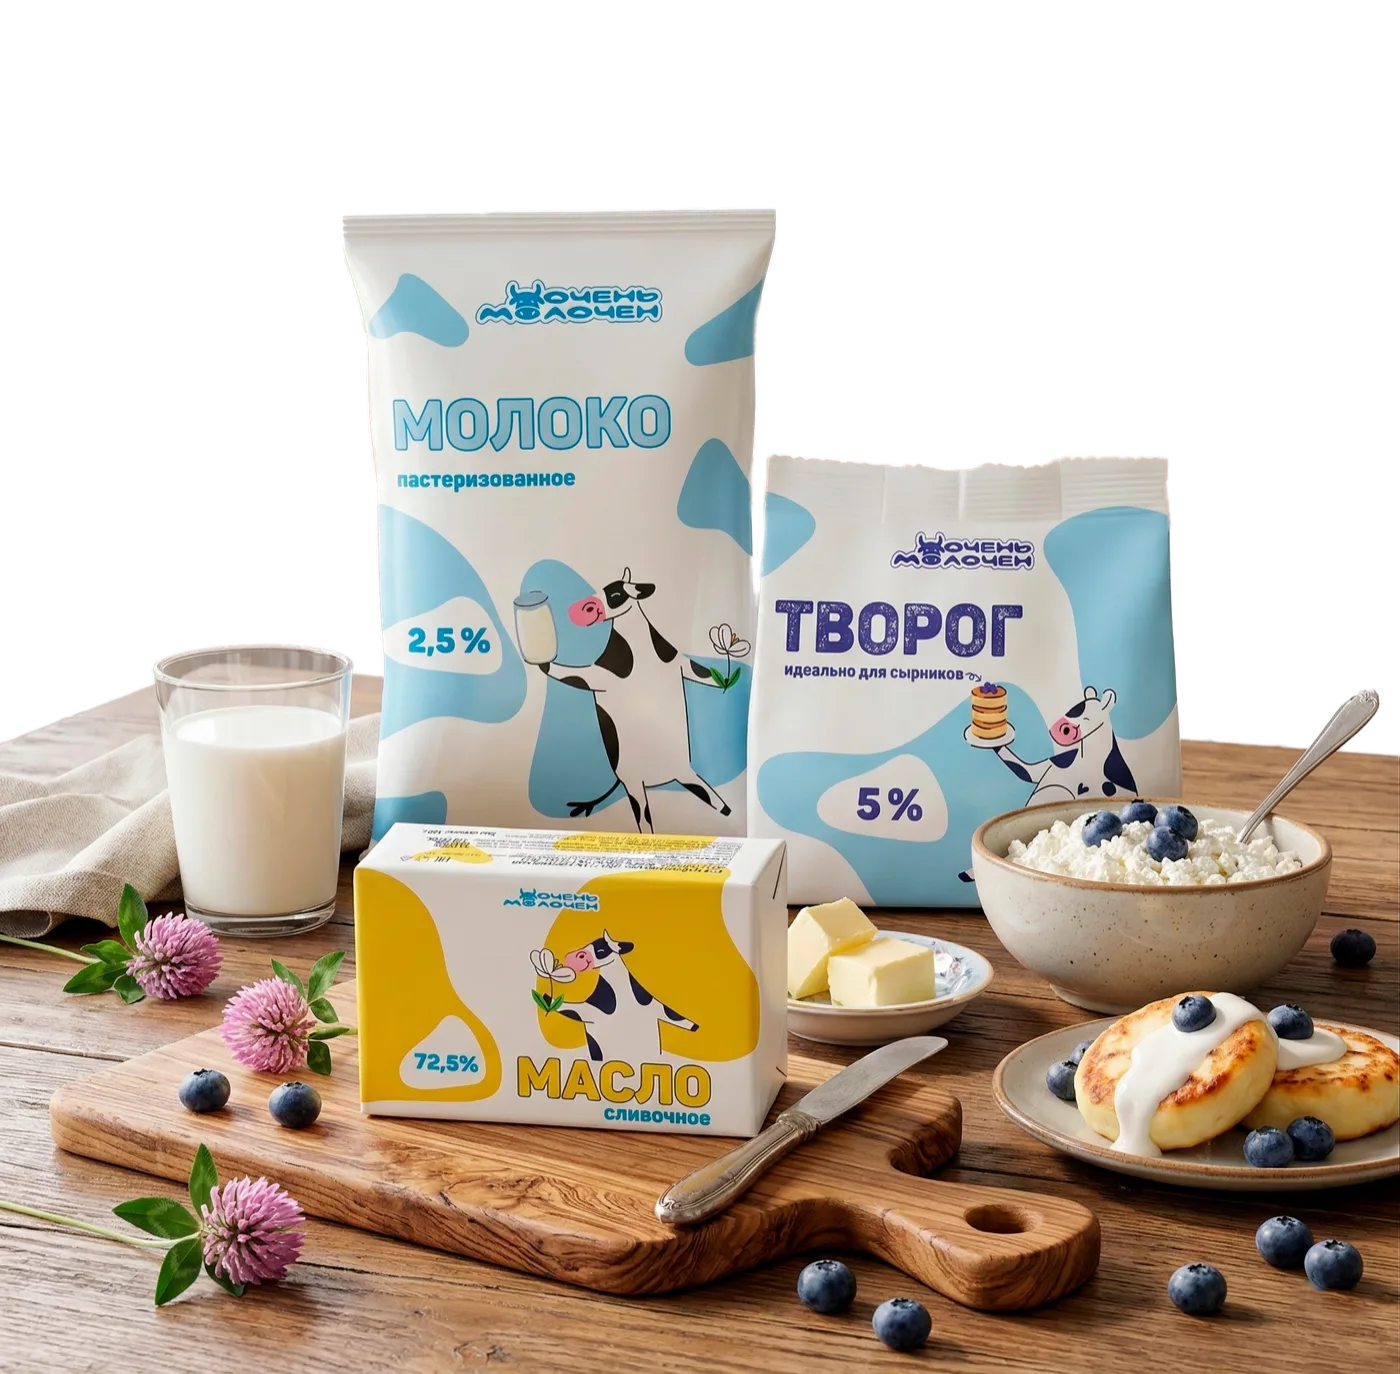 ОЧЕНЬ
МОЛОЧЕН
МОЛОКО
пастеризованное
2,5%
ОЧЕНЬ
МОЛОЧЕН
ТВОРОГ
идеально для сырников
5%
ОЧЕНЬ
МОЛОЧЕН
72,5%
МАСЛО
сливочное